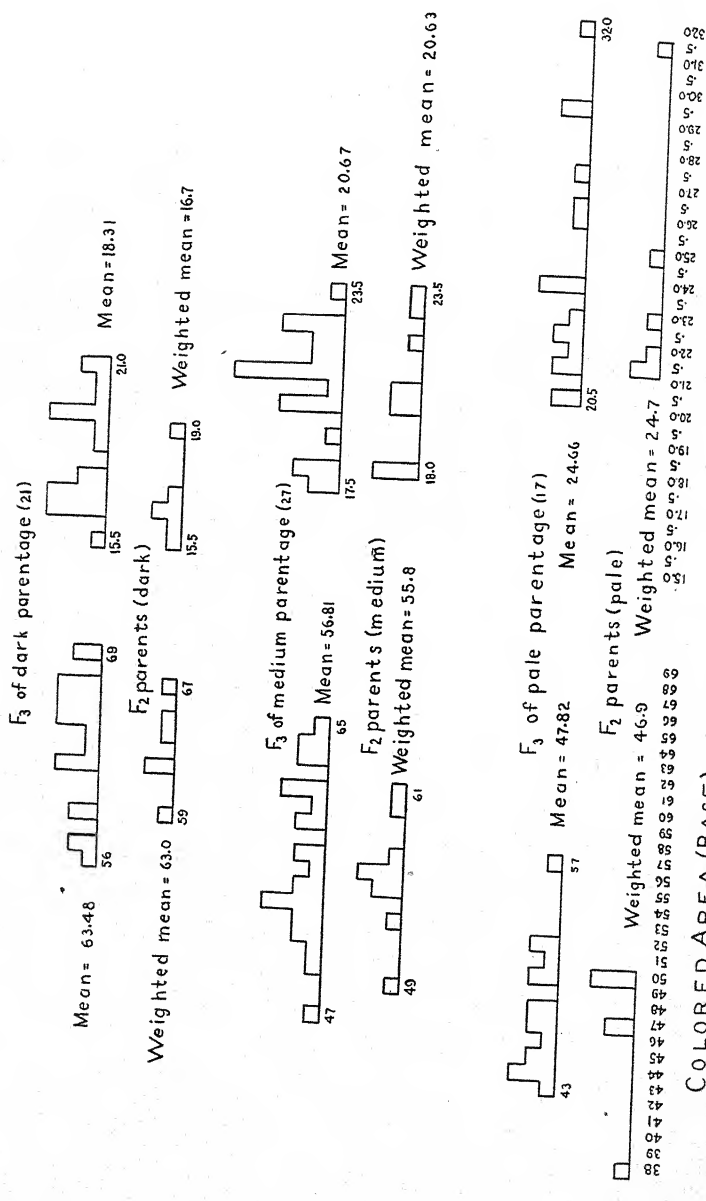 F3 of dark parentage (21)
Mean = 63.48
56
69
15.5
21.0
Mean = 18.31
F2 parents (dark)
Weighted mean = 63.0
59
67
15.5
19.0
Weighted mean = 16.7
F3 of medium parentage (27)
47
65
Mean = 56.81
17.5
23.5
Mean = 20.67
F2 parents (medium)
49
61
Weighted mean = 55.8
18.0
23.5
Weighted mean = 20.63
F3 of pale parentage (17)
43
57
Mean = 47.82
Mean = 24.66
20.5
32.0
F2 parents (pale)
Weighted mean = 46.9
Weighted mean = 24.7
38 39 40 41 42 43 44 45 46 47 48 49 50 51 52 53 54 55 56 57 58 59 60 61 62 63 64 65 66 67 68 69
15.0 .5 16.0 .5 17.0 .5 18.0 .5 19.0 .5 20.0 .5 21.0 .5 22.0 .5 23.0 .5 24.0 .5 25.0 .5 26.0 .5 27.0 .5 28.0 .5 29.0 .5 30.0 .5 31.0 .5 32.0
COLORED AREA (BASE)